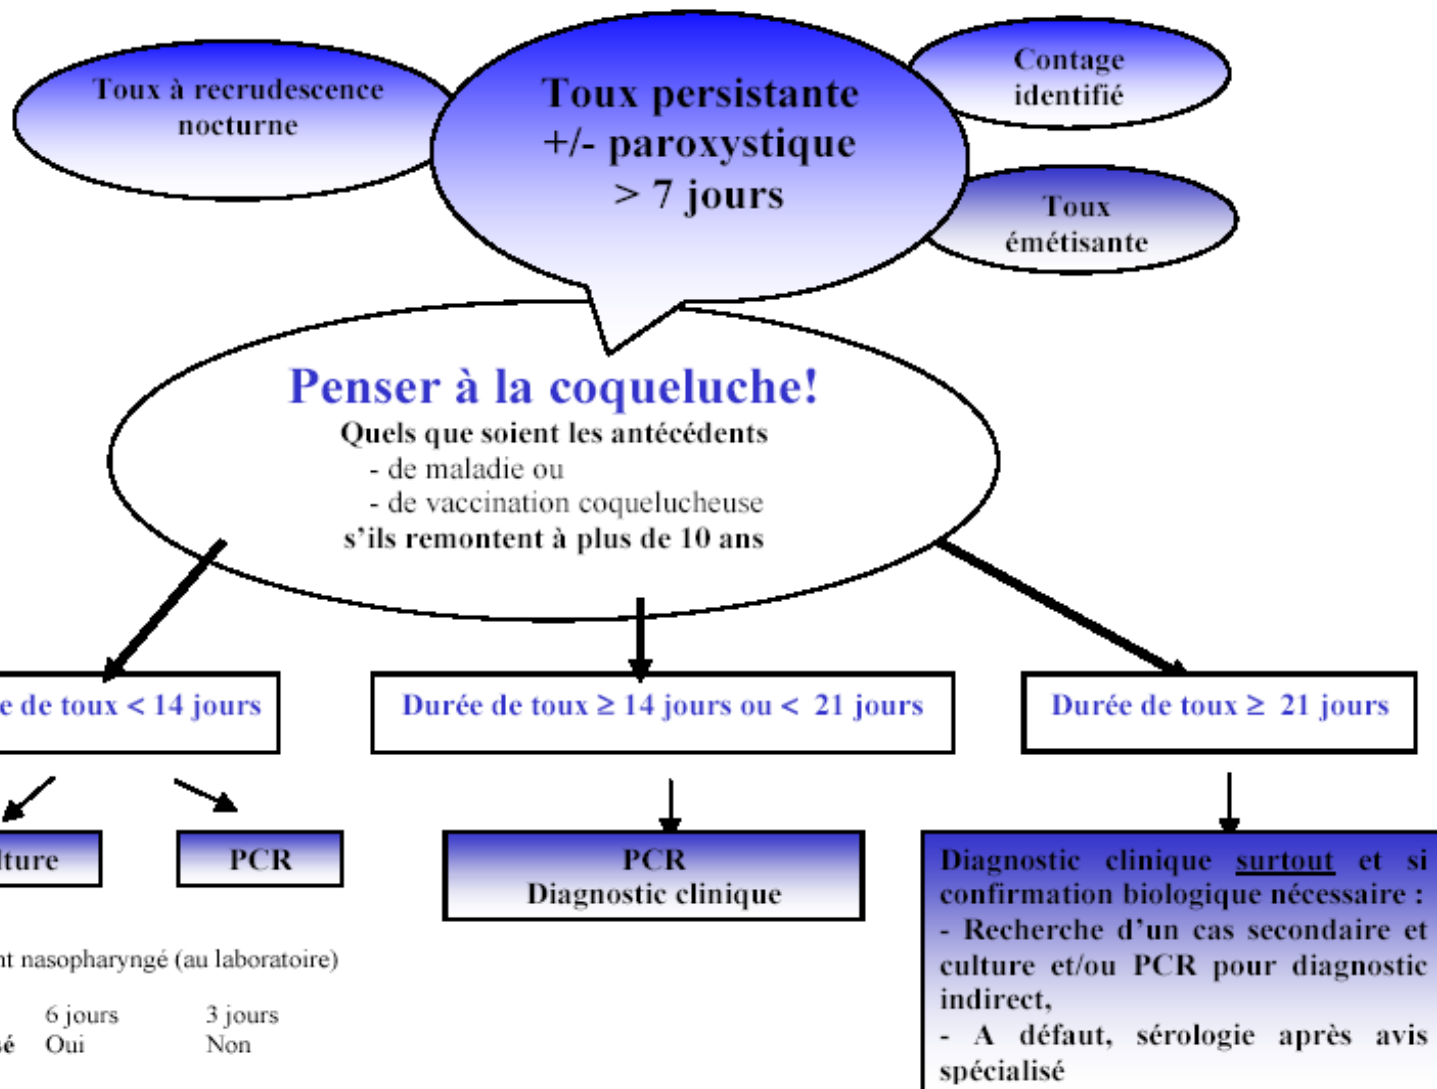 Toux à recrudescence
nocturne
Toux persistante
+/- paroxystique
> 7 jours
Contage
identifié
Toux
émétisante
Penser à la coqueluche!
Quels que soient les antécédents
- de maladie ou
- de vaccination coquelucheuse
s’ils remontent à plus de 10 ans
de toux < 14 jours
Durée de toux ≥ 14 jours ou < 21 jours
Durée de toux ≥ 21 jours
PCR
PCR
Diagnostic clinique
Diagnostic clinique surtout et si
confirmation biologique nécessaire :
- Recherche d’un cas secondaire et
culture et/ou PCR pour diagnostic
indirect,
- A défaut, sérologie après avis
spécialisé
nasopharyngé (au laboratoire)
6 jours 3 jours
Oui Non